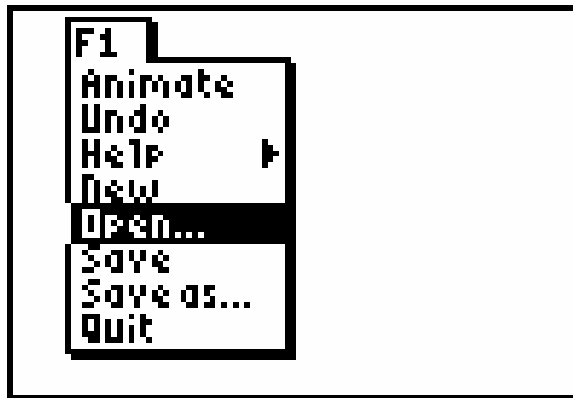 F1
Animate
Undo
Help
New
Open...
Save
Save as...
Quit